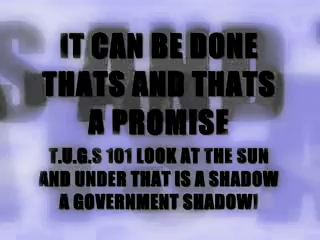 IT CAN BE DONE
THATS AND THATS
A PROMISE
T.U.G.S 101 LOOK AT THE SUN
AND UNDER THAT IS A SHADOW
A GOVERNMENT SHADOW!